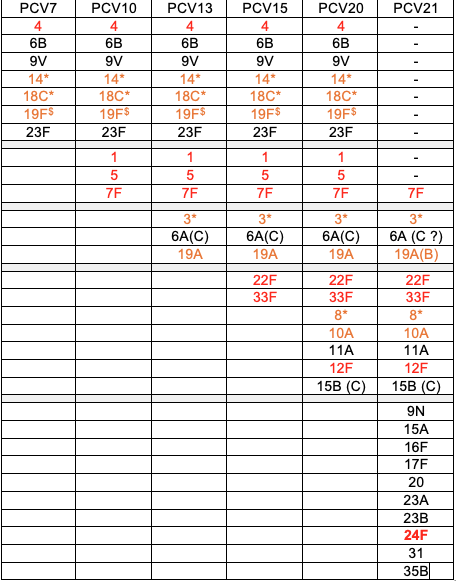 PCV7 PCV10 PCV13 PCV15 PCV20 PCV21
4 4 4 4 4 -
6B 6B 6B 6B 6B -
9V 9V 9V 9V 9V -
14* 14* 14* 14* 14* -
18C* 18C* 18C* 18C* 18C* -
19F$ 19F$ 19F$ 19F$ 19F$ -
23F 23F 23F 23F 23F -
1 1 1 1 -
5 5 5 5 -
7F 7F 7F 7F 7F
3* 3* 3* 3*
6A(C) 6A(C) 6A(C) 6A (C ?)
19A 19A 19A 19A(B)
22F 22F 22F
33F 33F 33F
8* 8*
10A 10A
11A 11A
12F 12F
15B (C) 15B (C)
9N
15A
16F
17F
20
23A
23B
24F
31
35B